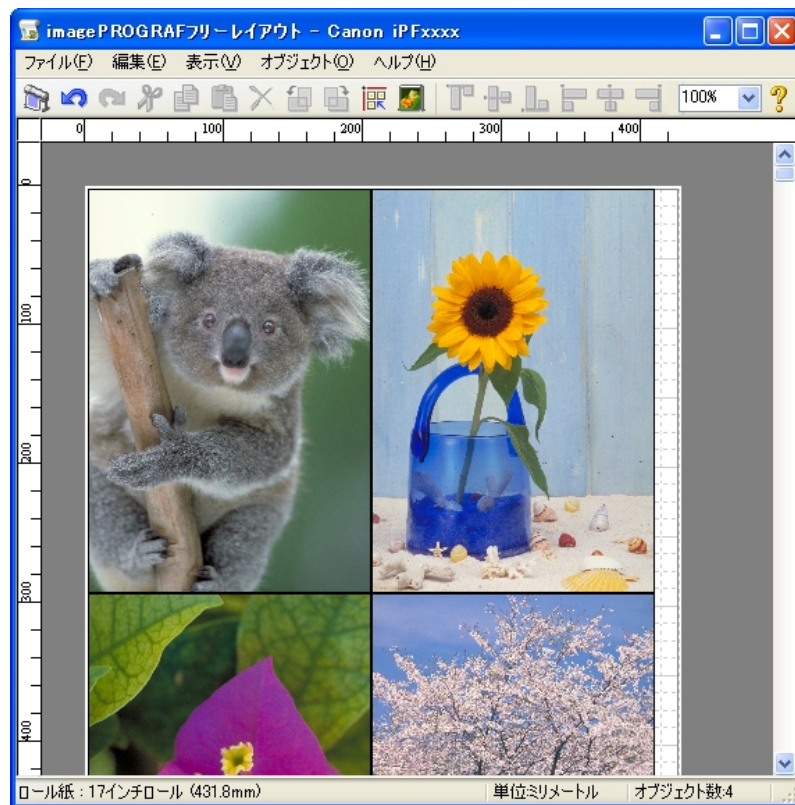 imagePROGRAFフリーレイアウト - Canon iPFxxxx
ファイル(F) 編集(E) 表示(V) オブジェクト(O) ヘルプ(H)
100%
0 100 200 300 400
0
100
200
300
400
ロール紙:17インチロール (431.8mm) 単位:ミリメートル オブジェクト数:4